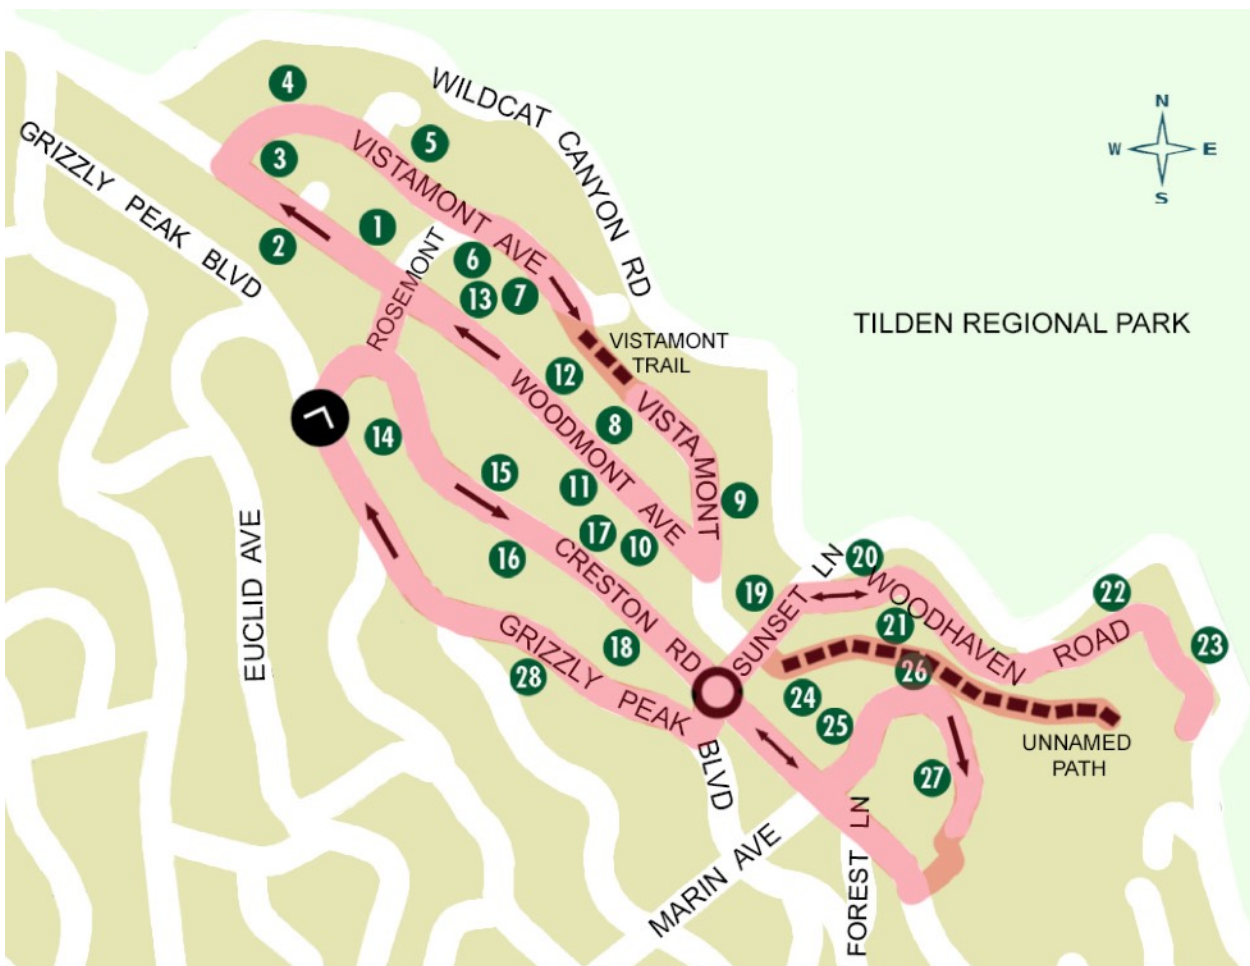 WILDCAT CANYON RD
4
GRIZZLY PEAK BLVD
N
W E
S
5
VISTAMONT AVE
3
1
2
ROSEMONT
6
13
7
TILDEN REGIONAL PARK
VISTAMONT
TRAIL
12
WOODMONT AVE
8
VISTAMONT
14
15
11
9
17
10
16
CRESTON RD
EUCLID AVE
19
SUNSET LN
20
WOODHAVEN ROAD
22
21
23
18
GRIZZLY PEAK BLVD
28
26
24
25
UNNAMED
PATH
27
MARIN AVE
FOREST LN